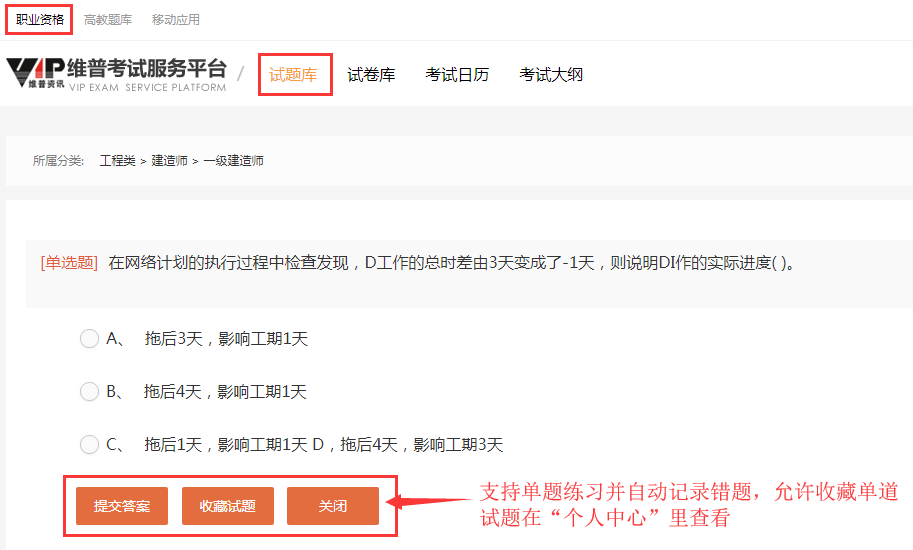 职业资格 高教题库 移动应用
VIP 维普资讯 维普考试服务平台 / 试题库 试卷库 考试日历 考试大纲
VIP EXAM SERVICE PLATFORM
所属分类: 工程类 > 建造师 > 一级建造师
[单选题] 在网络计划的执行过程中检查发现，D工作的总时差由3天变成了-1天，则说明DI作的实际进度( )。
A、 拖后3天，影响工期1天
B、 拖后4天，影响工期1天
C、 拖后1天，影响工期1天 D，拖后4天，影响工期3天
提交答案 收藏试题 关闭
支持单题练习并自动记录错题，允许收藏单道
试题在“个人中心”里查看